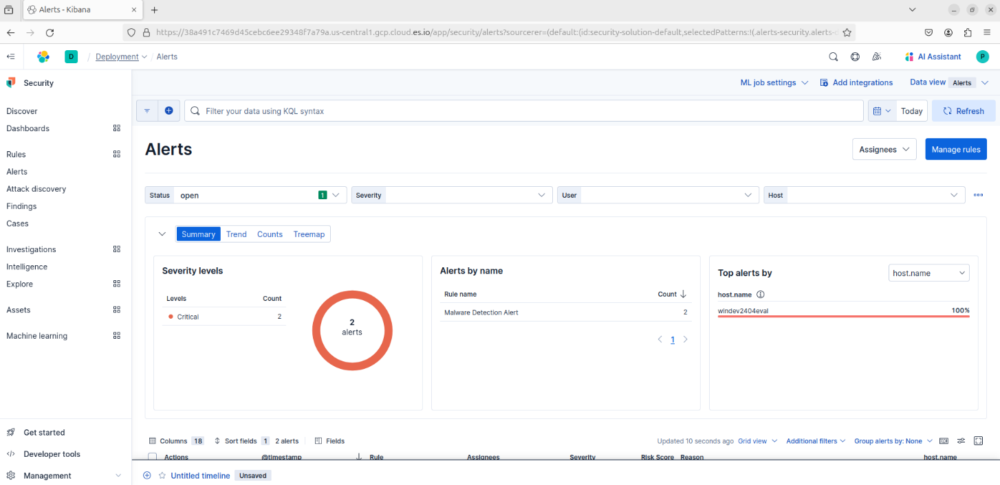 Alerts - Kibana
https://38a491c7469d45cebc6ee29348f7a79a.us-central1.gcp.cloud.es.io/app/security/alerts?sourcerer=(default:(id:security-solution-default,selectedPatterns:!(.alerts-security.alerts-
D / Deployment / Alerts
AI Assistant P
Security
ML job settings Add integrations Data view Alerts
Discover
Dashboards
Rules
Alerts
Attack discovery
Findings
Cases
Investigations
Intelligence
Explore
Assets
Machine learning
Get started
Developer tools
Management
Filter your data using KQL syntax
Today Refresh
Alerts
Assignees Manage rules
Status open 1 Severity User Host
Summary Trend Counts Treemap
Severity levels
Levels Count
Critical 2
2
alerts
Alerts by name
Rule name Count
Malware Detection Alert 2
1
Top alerts by host.name
host.name
windev2404eval 100%
Columns 18 Sort fields 1 2 alerts Fields Updated 10 seconds ago Grid view Additional filters Group alerts by: None
Actions @timestamp Rule Assignees Severity Risk Score Reason host.name
Untitled timeline Unsaved